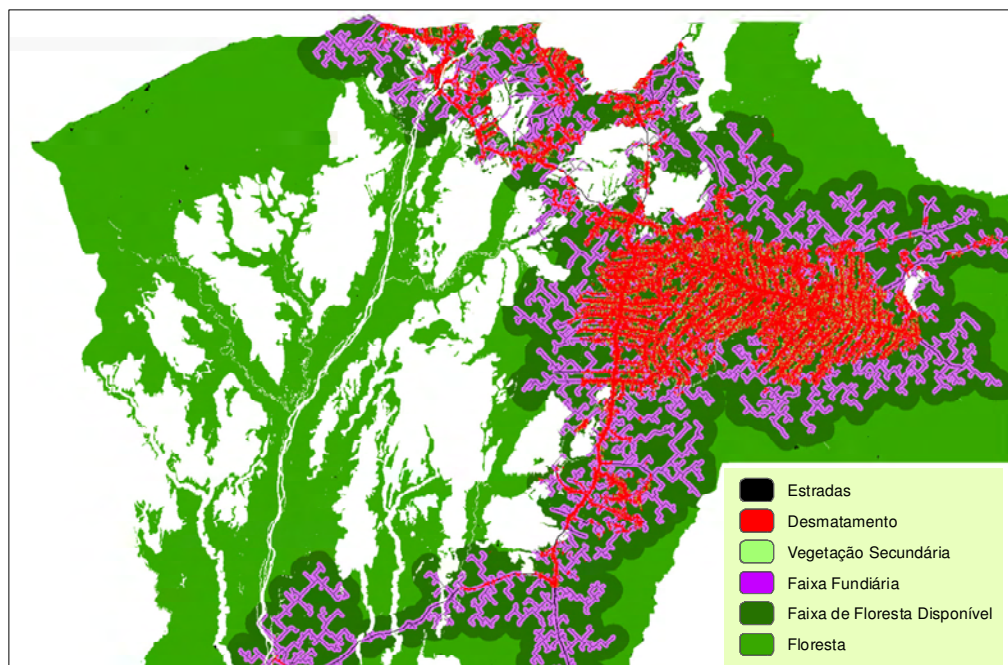 Estradas
Desmatamento
Vegetação Secundária
Faixa Fundiária
Faixa de Floresta Disponível
Floresta